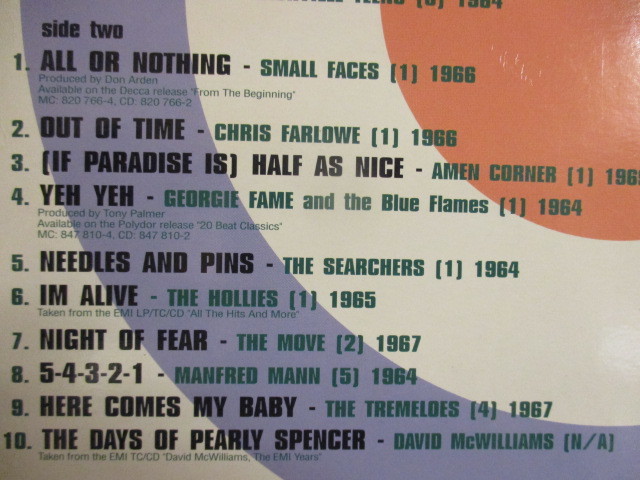 TEENS (6) 1964
side two
1. ALL OR NOTHING - SMALL FACES (1) 1966
Produced by Don Arden
Available on the Decca release "From The Beginning"
MC: 820 766-4, CD: 820 766-2
2. OUT OF TIME - CHRIS FARLOWE (1) 1966
3. (IF PARADISE IS) HALF AS NICE - AMEN CORNER (1) 1969
4. YEH YEH - GEORGIE FAME and the Blue Flames (1) 1964
Produced by Tony Palmer
Available on the Polydor release "20 Beat Classics"
MC: 847 810-4, CD: 847 810-2
5. NEEDLES AND PINS - THE SEARCHERS (1) 1964
6. IM ALIVE - THE HOLLIES (1) 1965
Taken from the EMI LP/TC/CD "All The Hits And More"
7. NIGHT OF FEAR - THE MOVE (2) 1967
8. 5-4-3-2-1 - MANFRED MANN (5) 1964
9. HERE COMES MY BABY - THE TREMELOES (4) 1967
10. THE DAYS OF PEARLY SPENCER - DAVID McWILLIAMS (N/A)
Taken from the EMI TC/CD "David McWilliams, The EMI Years"